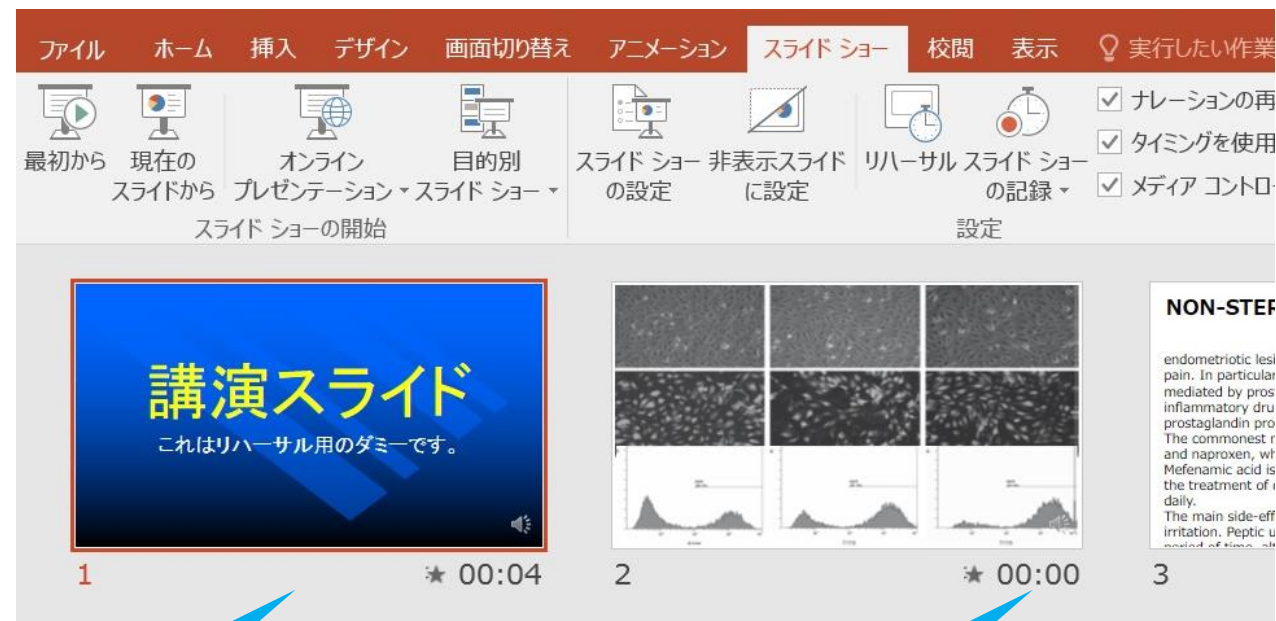 ファイル ホーム 挿入 デザイン 画面切り替え アニメーション スライド ショー 校閲 表示 実行したい作業
最初から 現在の スライドから オンライン プレゼンテーション 目的別 スライド ショー スライド ショー の設定 非表示スライド に設定 リハーサル スライド ショー の記録
ナレーションの再
タイミングを使用
メディア コントロ
スライド ショーの開始 設定
講演スライド
これはリハーサル用のダミーです。
NON-STER
endometriotic lesi
pain. In particular
mediated by pros
inflammatory dru
prostaglandin pro
The commonest r
and naproxen, wh
Mefenamic acid is
the treatment of
daily.
The main side-eff
irritation. Peptic u
1 00:04 2 00:00 3